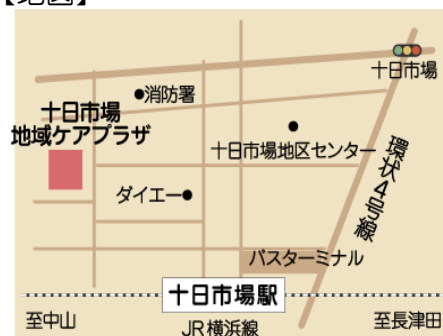 【地図】
十日市場
●消防署
十日市場
地域ケアプラザ
●
十日市場地区センター
環状4号線
ダイエー●
バスターミナル
十日市場駅
至中山
JR横浜線
至長津田